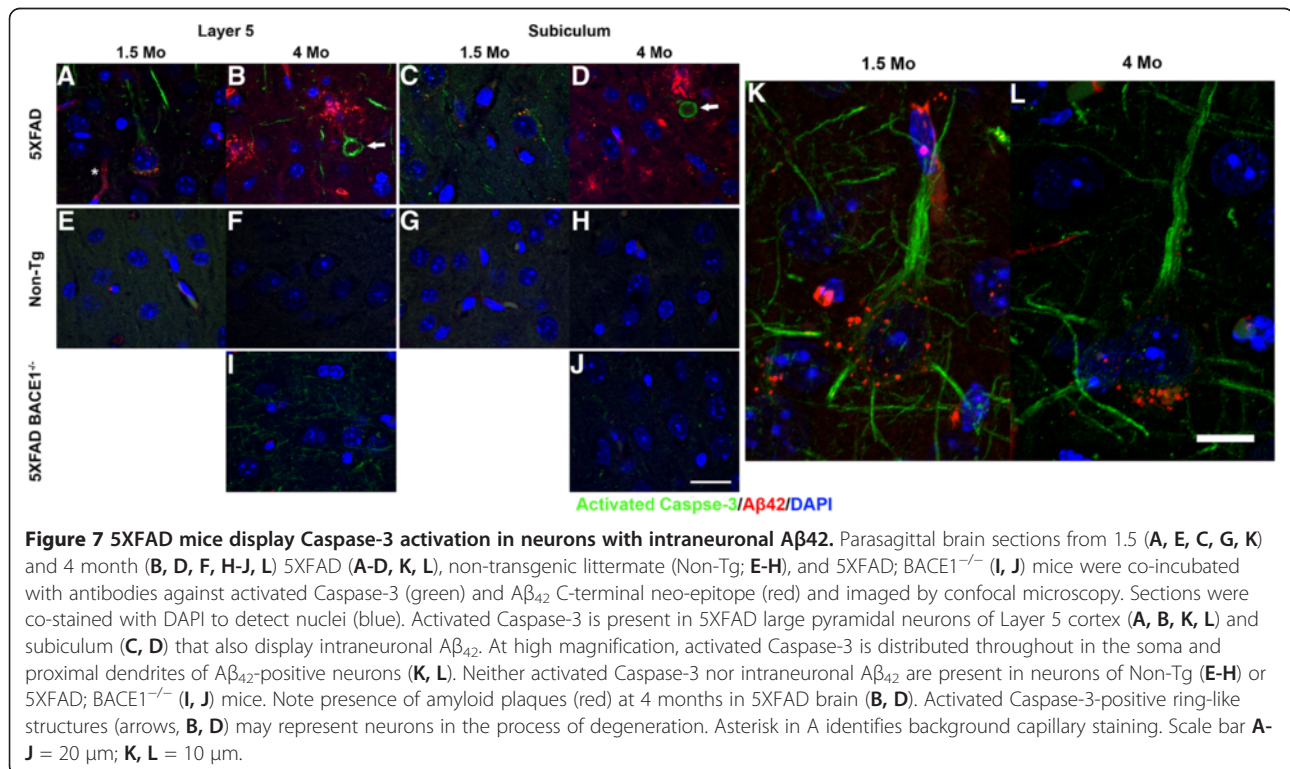 Layer 5 Subiculum
1.5 Mo 4 Mo 1.5 Mo 4 Mo
1.5 Mo 4 Mo
5XFAD
A B C D
K L
*
Non-Tg
E F G H
5XFAD BACE1-/-
I J
Activated Caspse-3/Aβ42/DAPI
Figure 7 5XFAD mice display Caspase-3 activation in neurons with intraneuronal Aβ42. Parasagittal brain sections from 1.5 (A, E, C, G, K)
and 4 month (B, D, F, H-J, L) 5XFAD (A-D, K, L), non-transgenic littermate (Non-Tg; E-H), and 5XFAD; BACE1−/− (I, J) mice were co-incubated
with antibodies against activated Caspase-3 (green) and Aβ42 C-terminal neo-epitope (red) and imaged by confocal microscopy. Sections were
co-stained with DAPI to detect nuclei (blue). Activated Caspase-3 is present in 5XFAD large pyramidal neurons of Layer 5 cortex (A, B, K, L) and
subiculum (C, D) that also display intraneuronal Aβ42. At high magnification, activated Caspase-3 is distributed throughout in the soma and
proximal dendrites of Aβ42-positive neurons (K, L). Neither activated Caspase-3 nor intraneuronal Aβ42 are present in neurons of Non-Tg (E-H) or
5XFAD; BACE1−/− (I, J) mice. Note presence of amyloid plaques (red) at 4 months in 5XFAD brain (B, D). Activated Caspase-3-positive ring-like
structures (arrows, B, D) may represent neurons in the process of degeneration. Asterisk in A identifies background capillary staining. Scale bar A-
J = 20 μm; K, L = 10 μm.